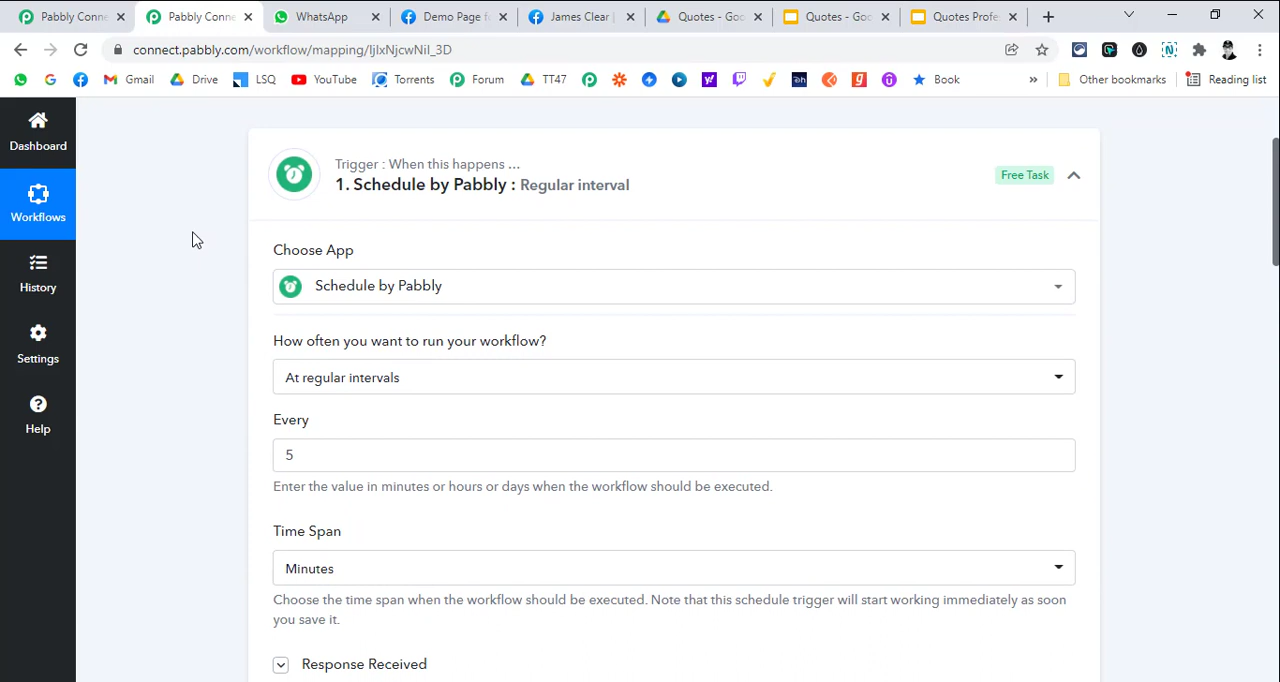 Pabbly Conne
Pabbly Conne
WhatsApp
Demo Page f
James Clear |
Quotes - Goo
Quotes - Goo
Quotes Profe
connect.pabbly.com/workflow/mapping/IjIxNjcwNiI_3D
Gmail
Drive
LSQ
YouTube
Torrents
Forum
TT47
Book
»
Other bookmarks
Reading list
Dashboard
Workflows
History
Settings
Help
Trigger : When this happens ...
1. Schedule by Pabbly : Regular interval
Free Task
Choose App
Schedule by Pabbly
How often you want to run your workflow?
At regular intervals
Every
5
Enter the value in minutes or hours or days when the workflow should be executed.
Time Span
Minutes
Choose the time span when the workflow should be executed. Note that this schedule trigger will start working immediately as soon
you save it.
Response Received